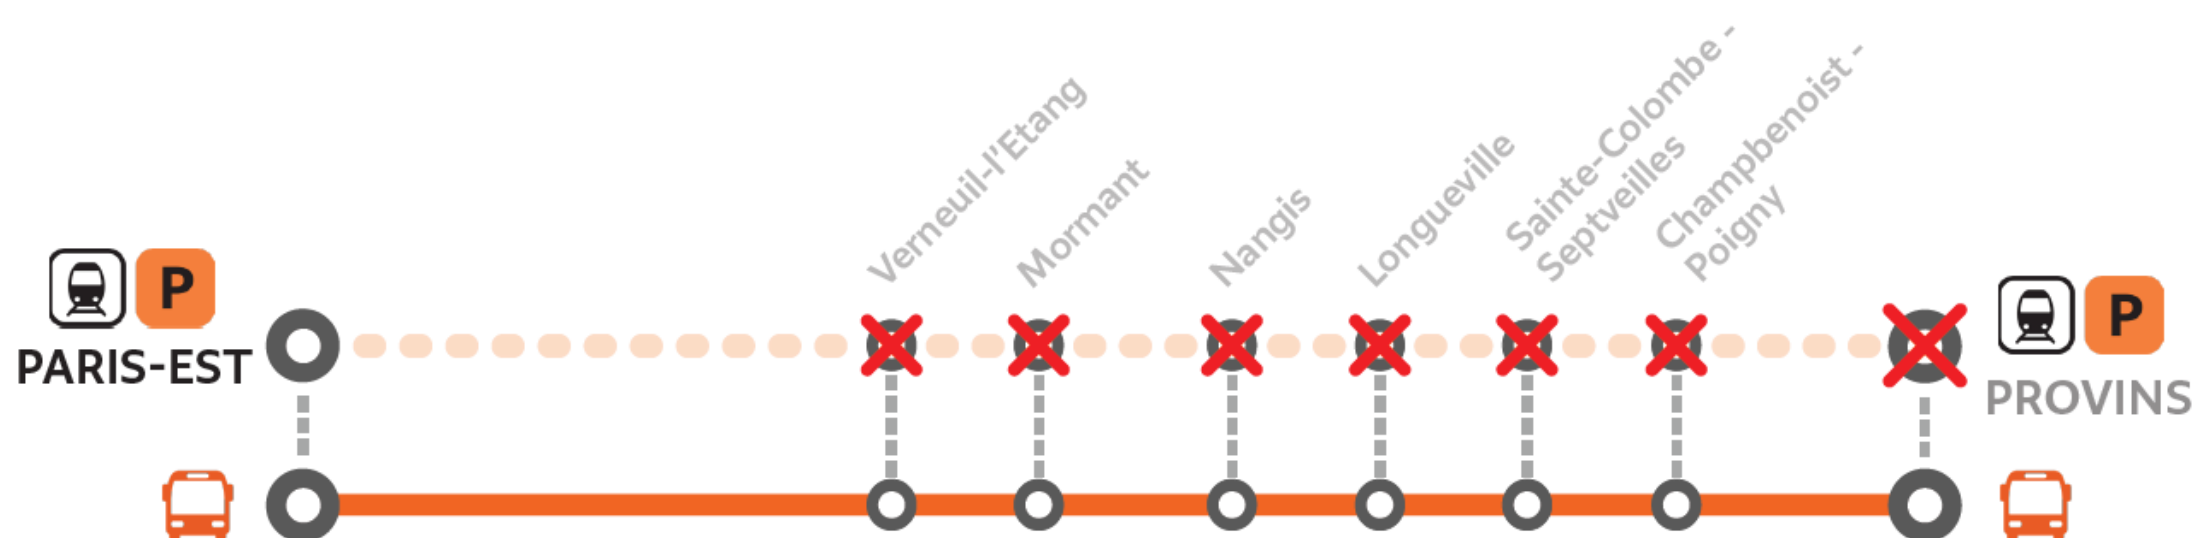 P
PARIS-EST
Verneuil-l'Etang
Mormant
Nangis
Longueville
Sainte-Colombe -
Septveilles
Champbenoist -
Poigny
P
PROVINS